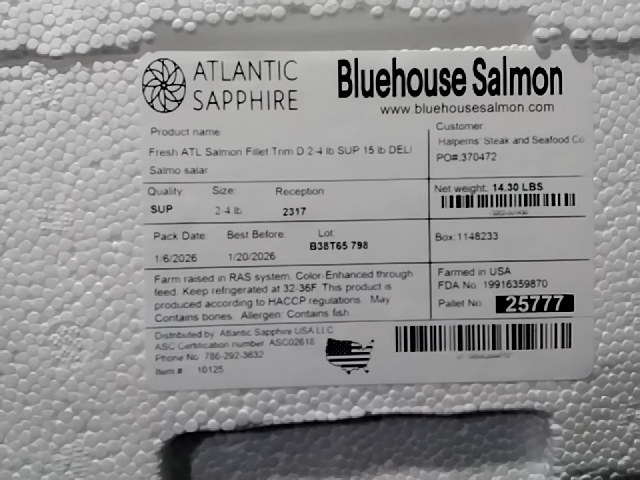 ATLANTIC
SAPPHIRE
Bluehouse Salmon
www.bluehousesalmon.com
Product name
Fresh ATL Salmon Fillet Trim D 2-4 lb SUP 15 lb DELI
Salmo salar
Customer:
Halperns' Steak and Seafood Co
PO#:370472
Quality
Size:
Reception
SUP
2-4 lb
2317
Net weight: 14.30 LBS
Pack Date:
Best Before:
Lot:
1/6/2026
1/20/2026
B38T65 798
Box:1148233
Farm raised in RAS system. Color-Enhanced through
feed. Keep refrigerated at 32-36F. This product is
produced according to HACCP regulations. May
Contains bones. Allergen: Contains fish
Farmed in USA
FDA No. 19916359870
Pallet No: 25777
Distributed by: Atlantic Sapphire USA LLC
ASC Certification number: ASC02618
Phone No: 786-292-3632
Item # 10125